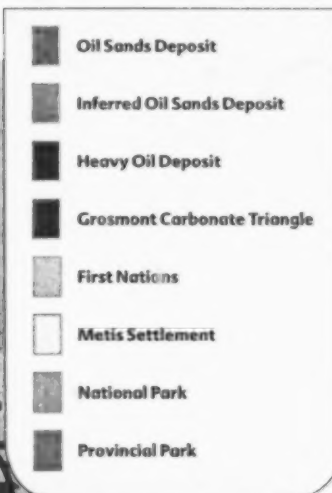 Oil Sands Deposit
Inferred Oil Sands Deposit
Heavy Oil Deposit
Grosmont Carbonate Triangle
First Nations
Metis Settlement
National Park
Provincial Park